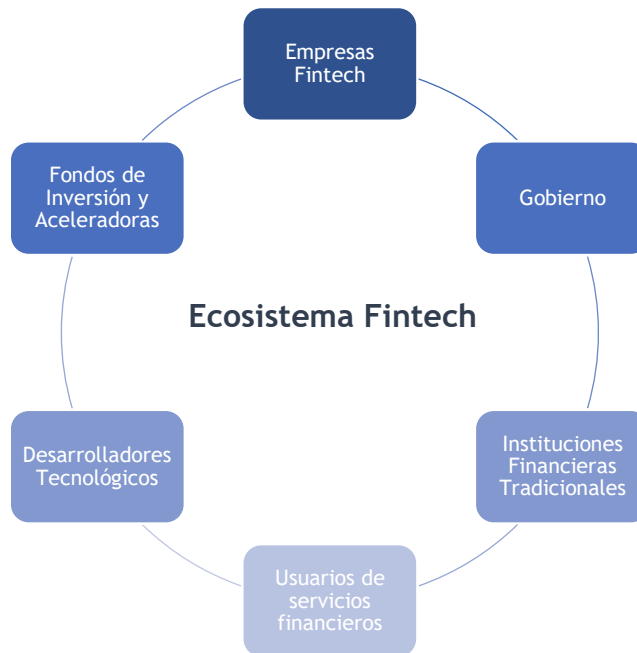 Empresas
Fintech
Fondos de
Inversión y
Aceleradoras
Gobierno
Ecosistema Fintech
Desarrolladores
Tecnológicos
Instituciones
Financieras
Tradicionales
Usuarios de
servicios
financieros